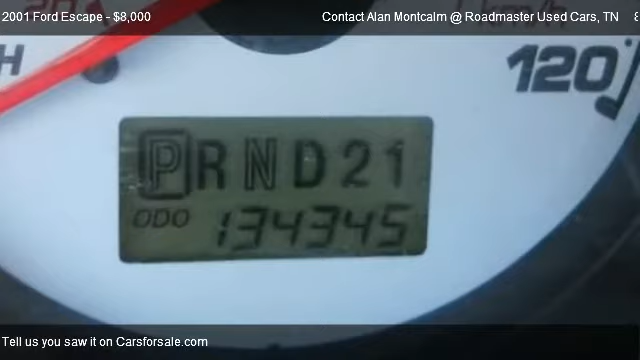 2001 Ford Escape - $8,000 Contact Alan Montcalm @ Roadmaster Used Cars, TN
km/h
H
120
PRND21
ODO 134345
Tell us you saw it on Carsforsale.com